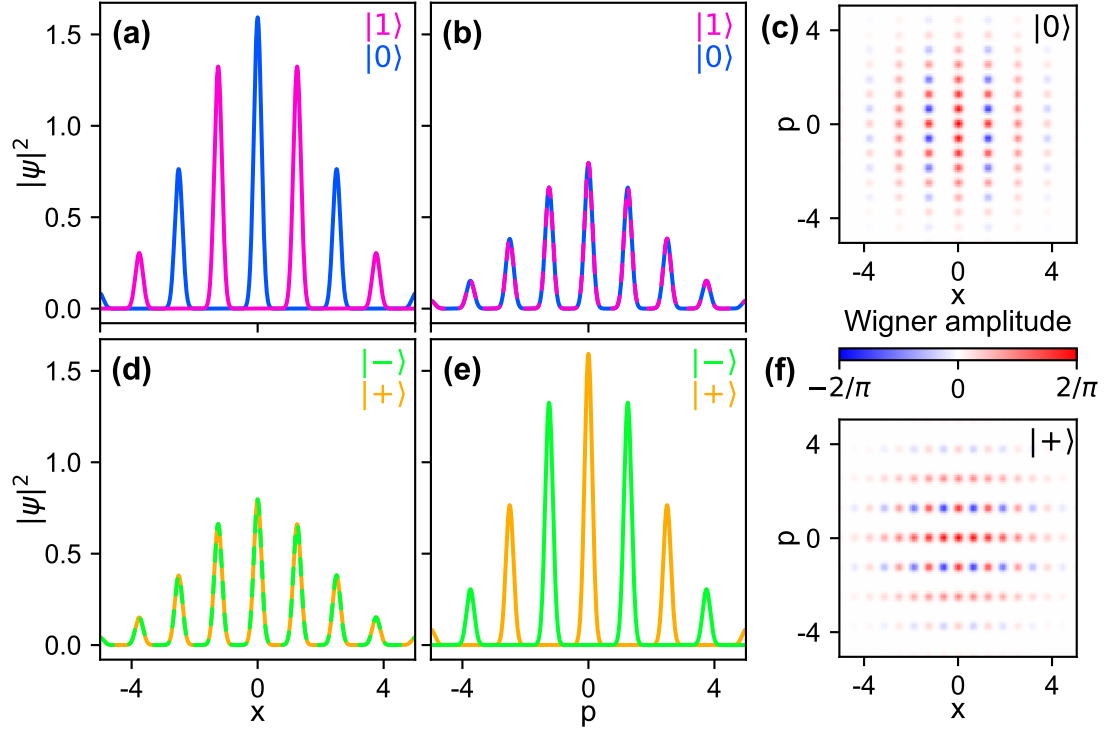 (a)
|1⟩
|0⟩
1.5
1.0
0.5
0.0
|ψ|²
(b)
|1⟩
|0⟩
(c)
|0⟩
4
0
-4
p
-4 0 4
x
Wigner amplitude
−2/π 0 2/π
(d)
|−⟩
|+⟩
1.5
1.0
0.5
0.0
|ψ|²
-4 0 4
x
(e)
|−⟩
|+⟩
-4 0 4
p
(f)
|+⟩
4
0
-4
p
-4 0 4
x